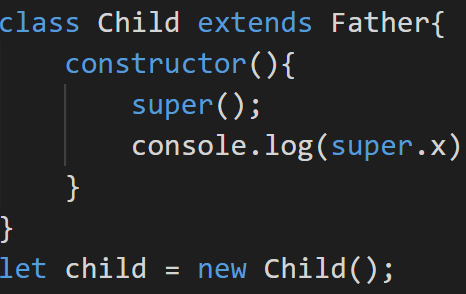 class Child extends Father{
    constructor(){
        super();
        console.log(super.x)
    }
}
let child = new Child();